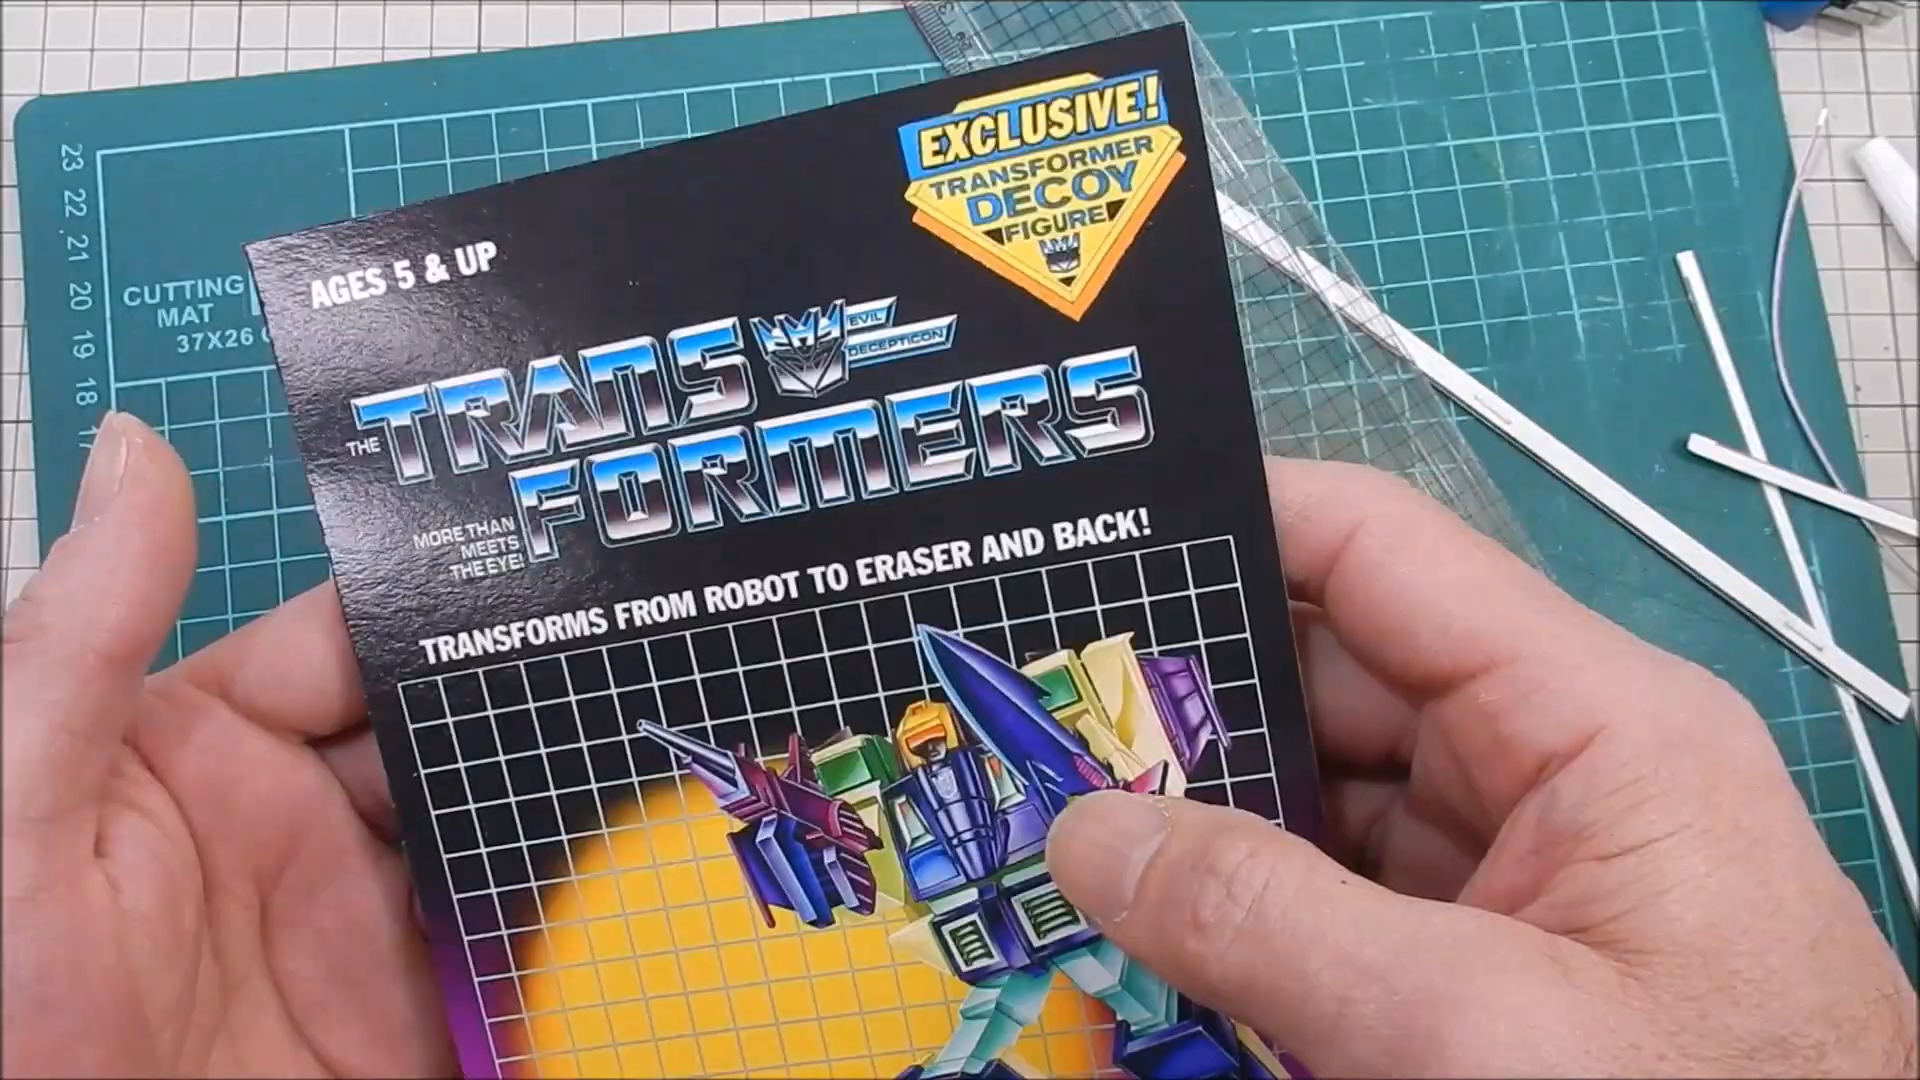 EXCLUSIVE!
TRANSFORMER
DECOY
FIGURE
AGES 5 & UP
EVIL
DECEPTICON
THE TRANS
FORMERS
MORE THAN
MEETS
THE EYE!
TRANSFORMS FROM ROBOT TO ERASER AND BACK!
23
22
21
20
19
18
CUTTING
MAT
37X26